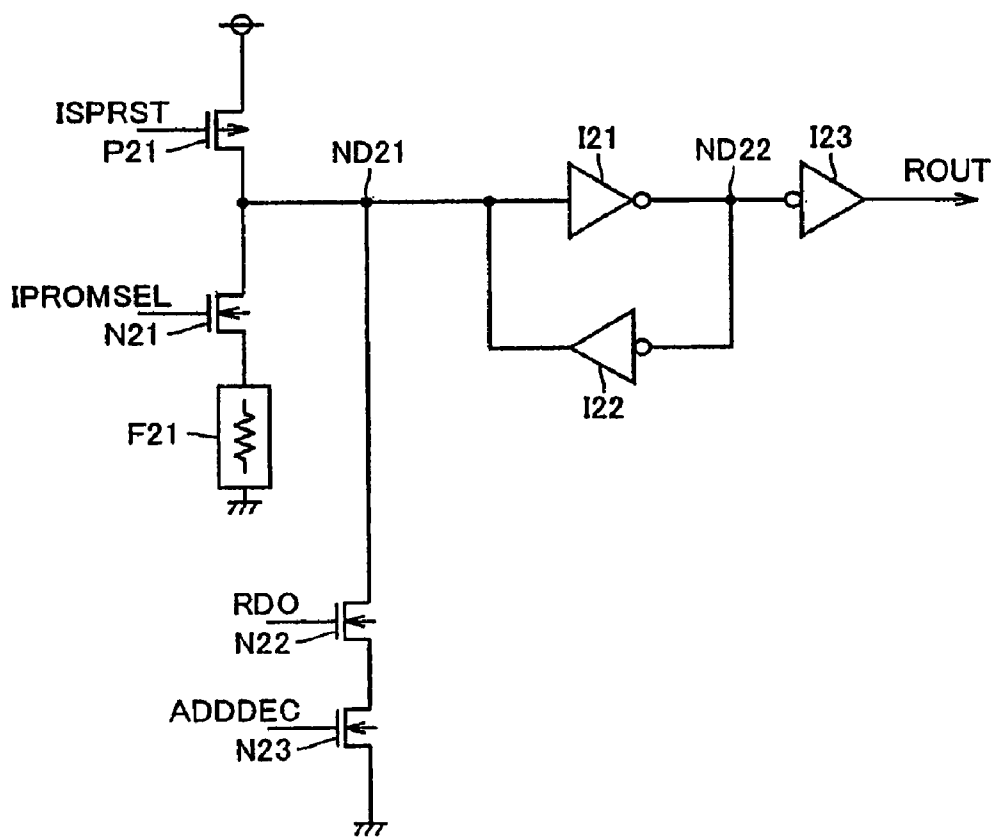 ISPRST
P21
ND21
I21
ND22
I23
ROUT
IPROMSEL
N21
I22
F21
RDO
N22
ADDDEC
N23